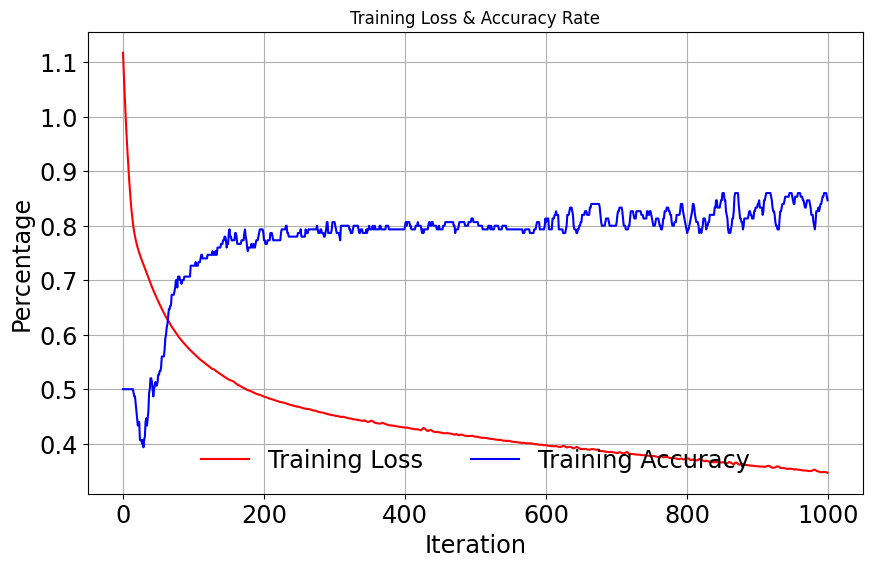 Training Loss & Accuracy Rate
1.1
1.0
0.9
0.8
0.7
0.6
0.5
0.4
Percentage
Training Loss
Training Accuracy
0 200 400 600 800 1000
Iteration